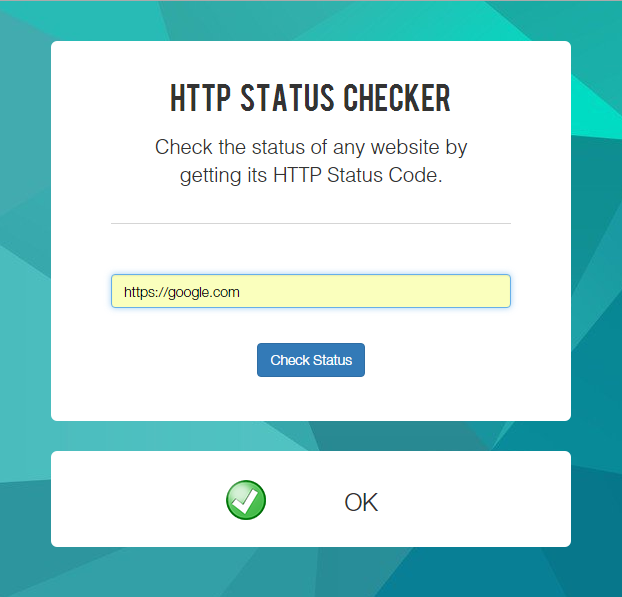 HTTP STATUS CHECKER
Check the status of any website by
getting its HTTP Status Code.
https://google.com
Check Status
OK